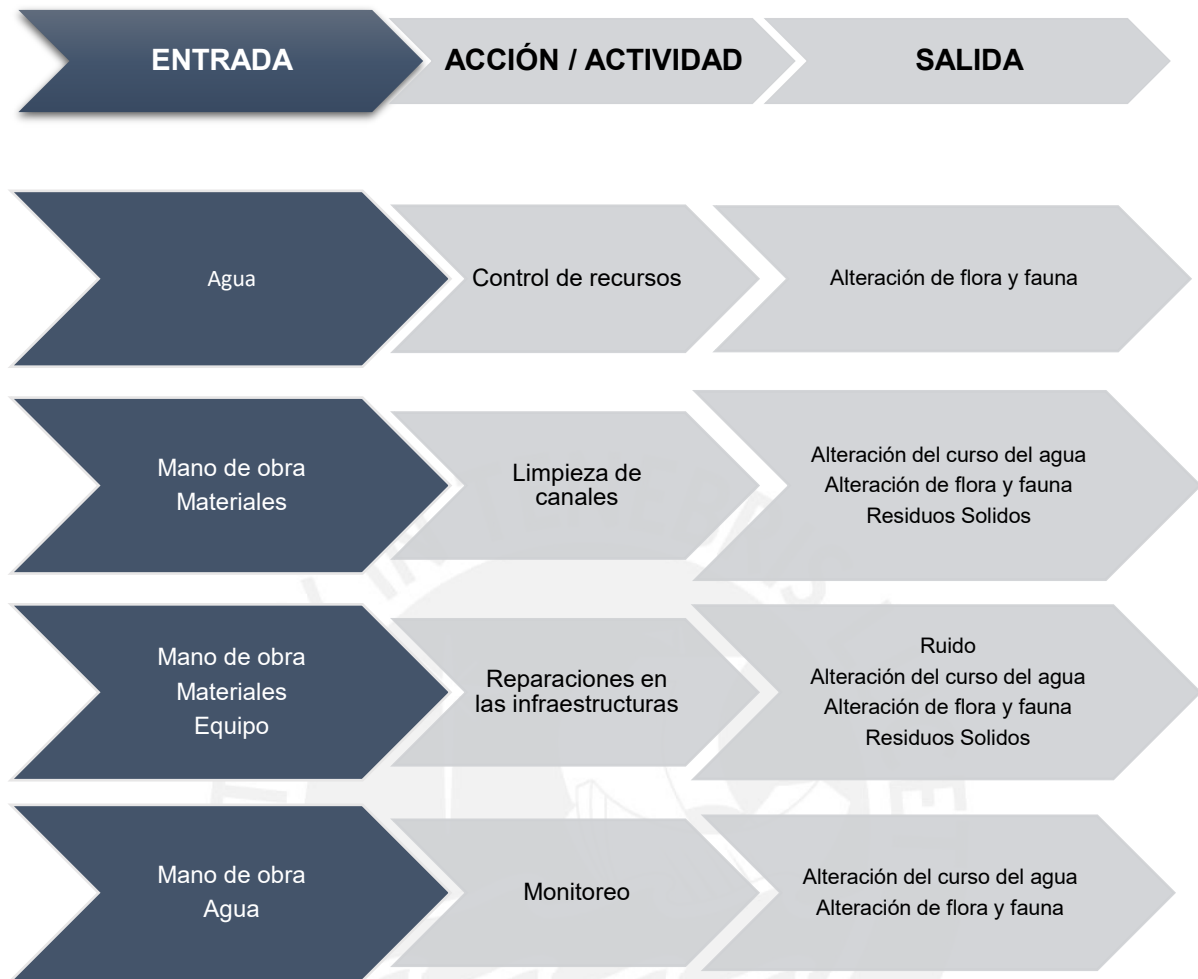 ENTRADA
ACCIÓN / ACTIVIDAD
SALIDA
Agua
Control de recursos
Alteración de flora y fauna
Mano de obra
Materiales
Limpieza de
canales
Alteración del curso del agua
Alteración de flora y fauna
Residuos Solidos
Mano de obra
Materiales
Equipo
Reparaciones en
las infraestructuras
Ruido
Alteración del curso del agua
Alteración de flora y fauna
Residuos Solidos
Mano de obra
Agua
Monitoreo
Alteración del curso del agua
Alteración de flora y fauna
TENEBRIS